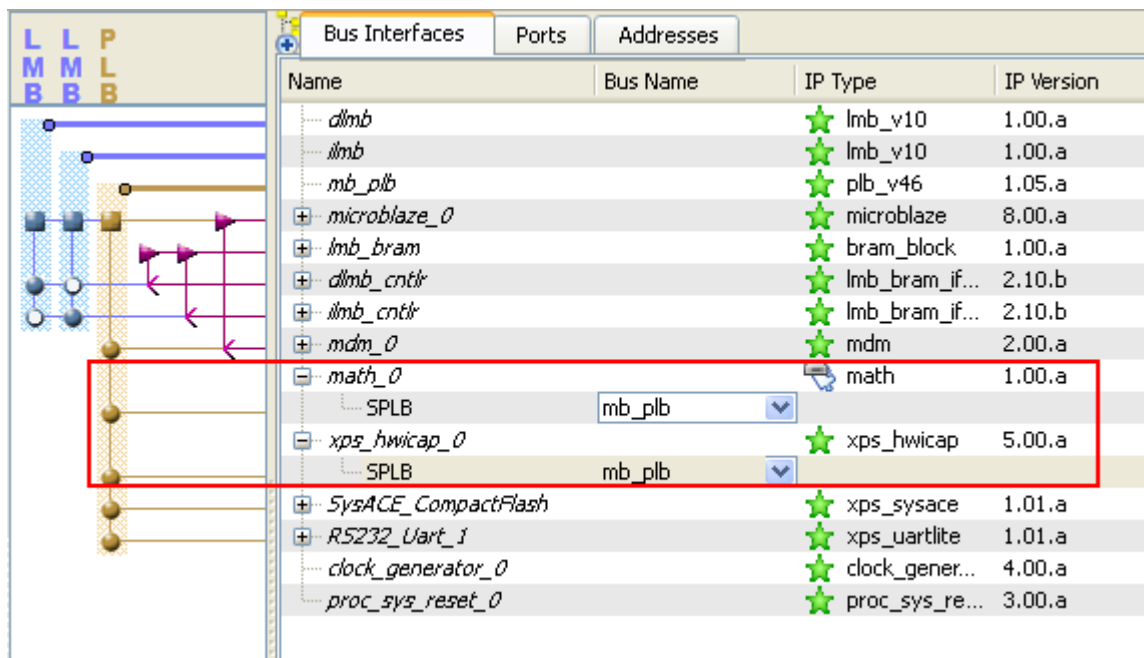 L L P
M M L
B B B
Bus Interfaces Ports Addresses
Name Bus Name IP Type IP Version
dlmb lmb_v10 1.00.a
ilmb lmb_v10 1.00.a
mb_plb plb_v46 1.05.a
microblaze_0 microblaze 8.00.a
lmb_bram bram_block 1.00.a
dlmb_cntlr lmb_bram_if... 2.10.b
ilmb_cntlr lmb_bram_if... 2.10.b
mdm_0 mdm 2.00.a
math_0 math 1.00.a
SPLB mb_plb
xps_hwicap_0 xps_hwicap 5.00.a
SPLB mb_plb
SysACE_CompactFlash xps_sysace 1.01.a
RS232_Uart_1 xps_uartlite 1.01.a
clock_generator_0 clock_gener... 4.00.a
proc_sys_reset_0 proc_sys_re... 3.00.a